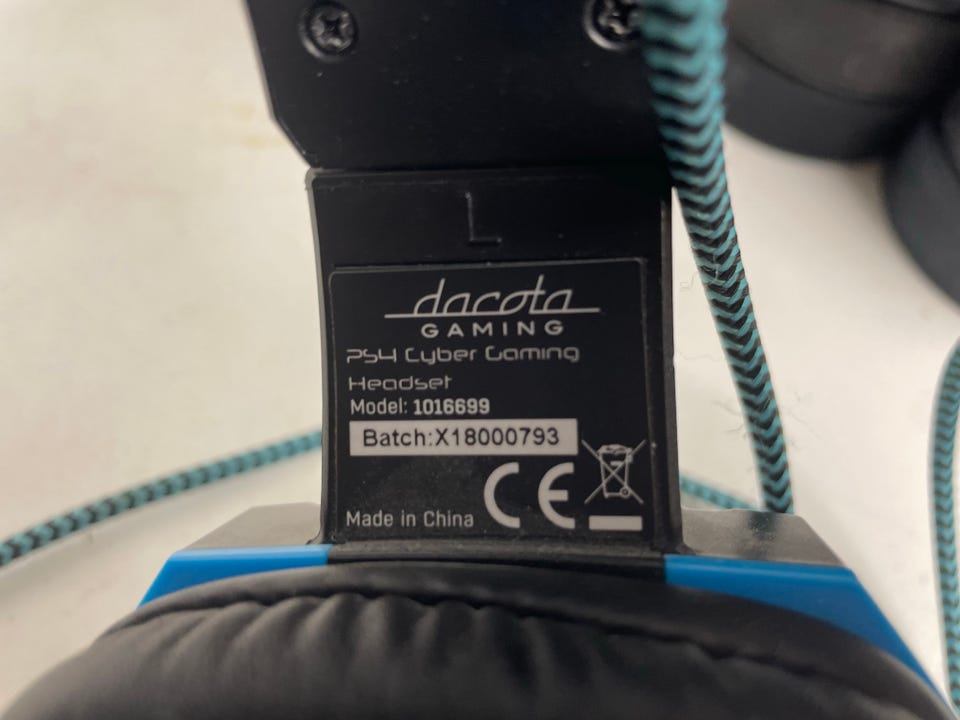 L
dacota
GAMING
PS4 Cyber Gaming
Headset
Model: 1016699
Batch:X18000793
CE
Made in China